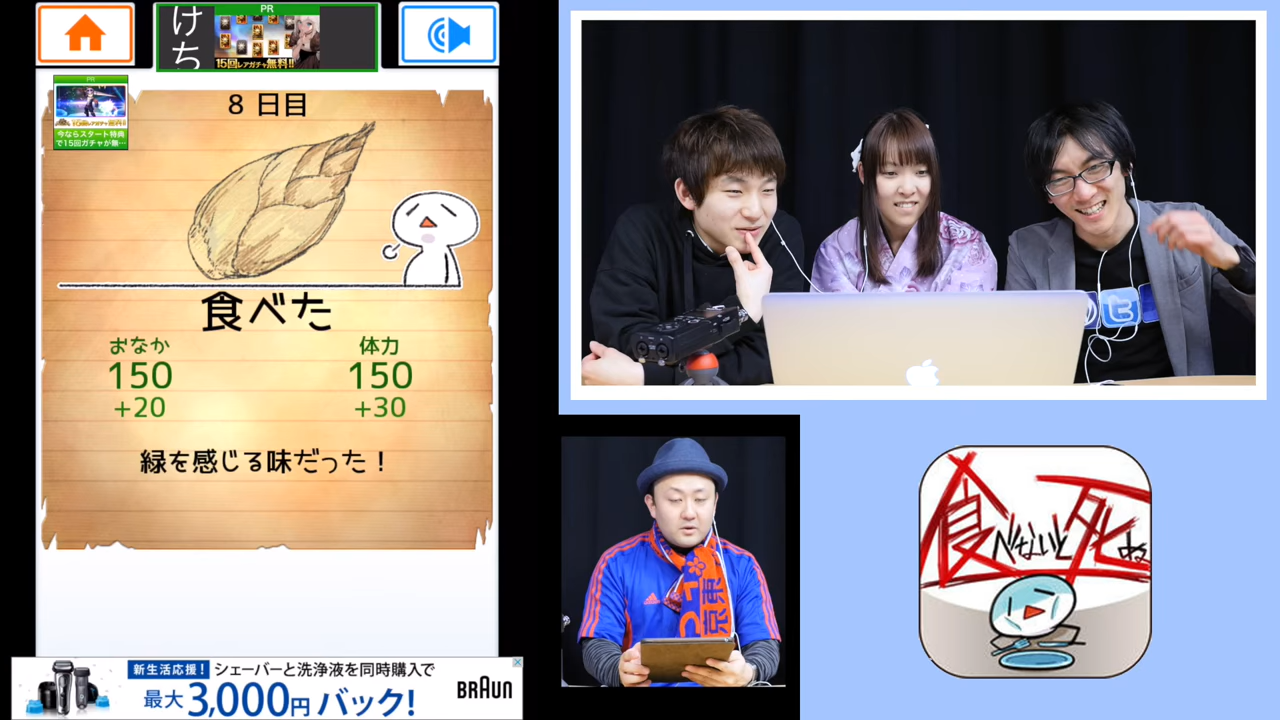 けち
PR
15回レアガチャ無料!!
PR
今ならスタート特典
で15回ガチャが無…
8 日目
食べた
おなか
体力
150
150
+20
+30
緑を感じる味だった！
新生活応援！
シェーバーと洗浄液を同時購入で
最大3,000円バック！
BRAUN
食べないと死ぬ
東京